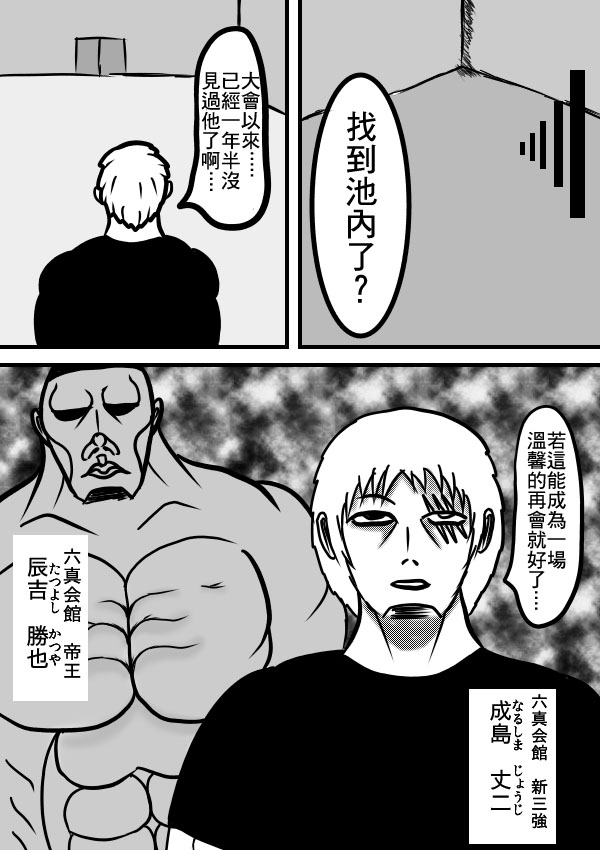 找到池內了？
大會以來……
已經一年半沒
見過他了啊…
若這能成為一場
溫馨的再會就好了…
六真会館　新三強
成島　丈二
なるしま　じょうじ
六真会館　帝王
辰吉　勝也
たつよし　かつや